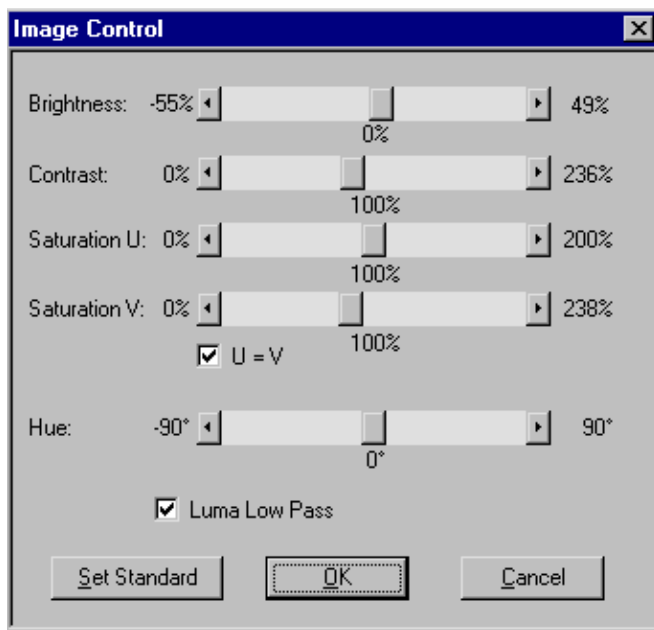 Image Control
Brightness: -55% 49%
0%
Contrast: 0% 236%
100%
Saturation U: 0% 200%
100%
Saturation V: 0% 238%
100%
U = V
Hue: -90° 90°
0°
Luma Low Pass
Set Standard OK Cancel